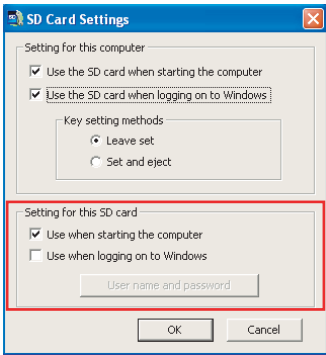 SD Card Settings
Setting for this computer
Use the SD card when starting the computer
Use the SD card when logging on to Windows
Key setting methods
Leave set
Set and eject
Setting for this SD card
Use when starting the computer
Use when logging on to Windows
User name and password
OK Cancel